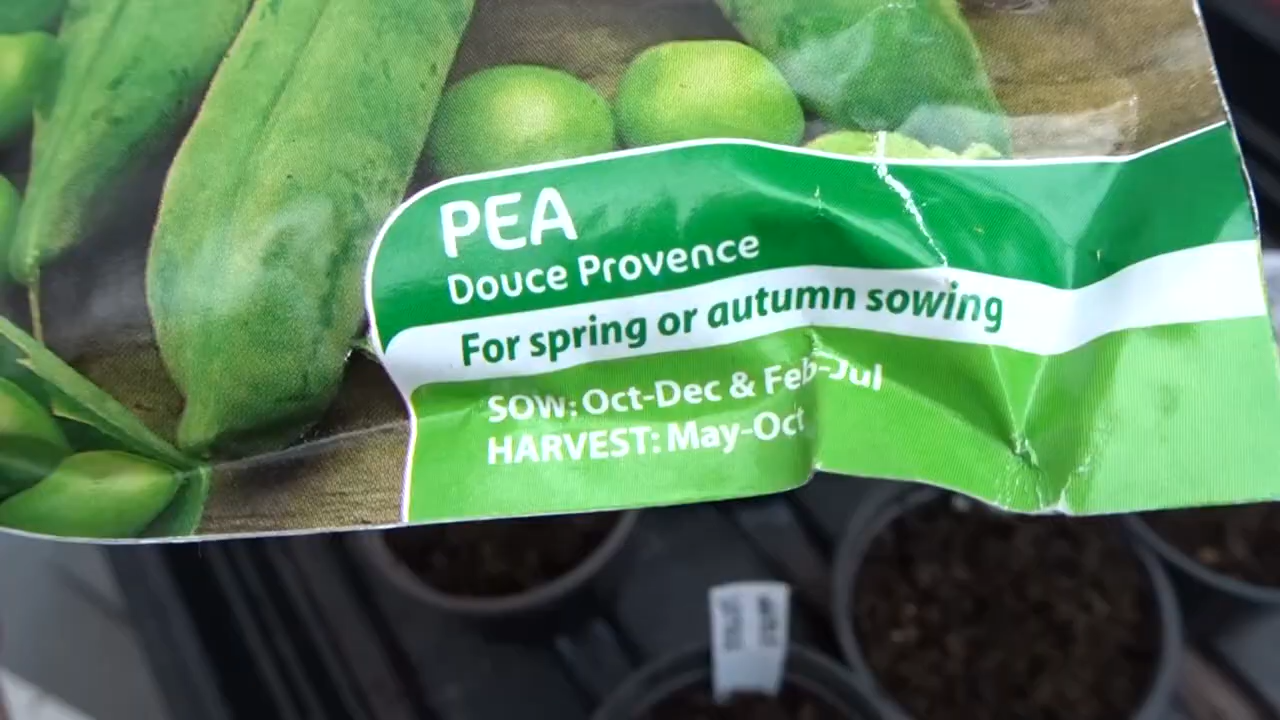 PEA
Douce Provence
For spring or autumn sowing
SOW: Oct-Dec & Feb-Jul
HARVEST: May-Oct